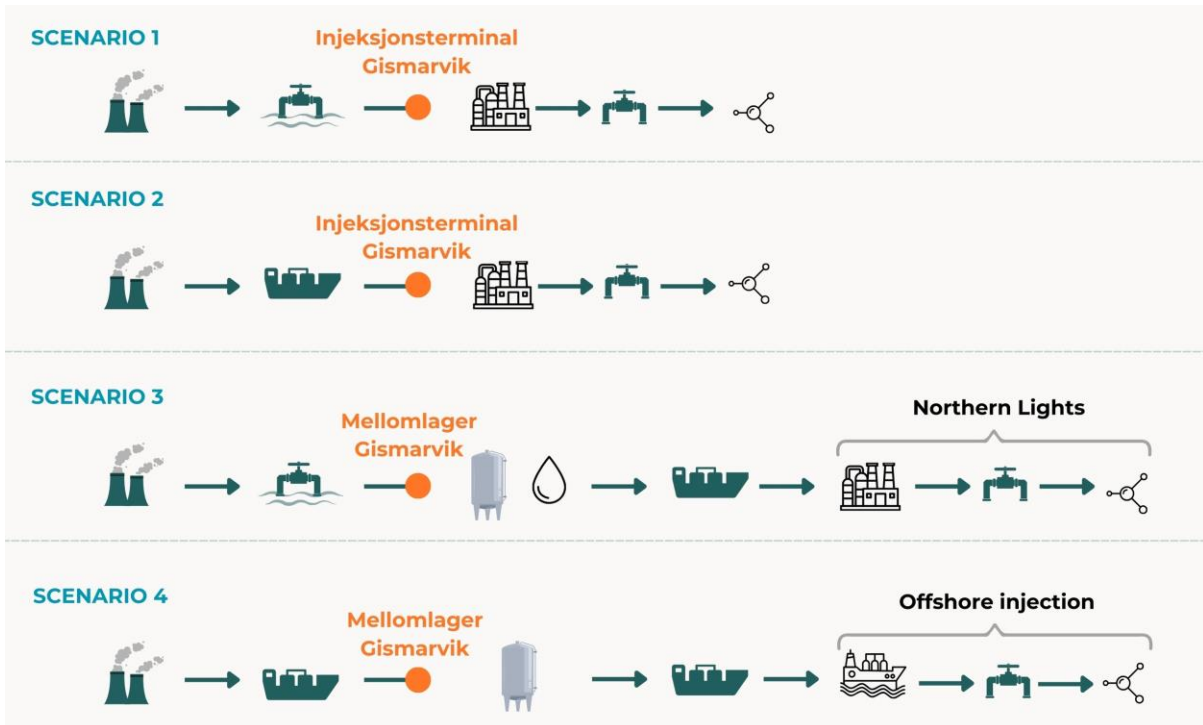 SCENARIO 1
Injeksjonsterminal
Gismarvik
SCENARIO 2
Injeksjonsterminal
Gismarvik
SCENARIO 3
Mellomlager
Gismarvik
Northern Lights
SCENARIO 4
Mellomlager
Gismarvik
Offshore injection